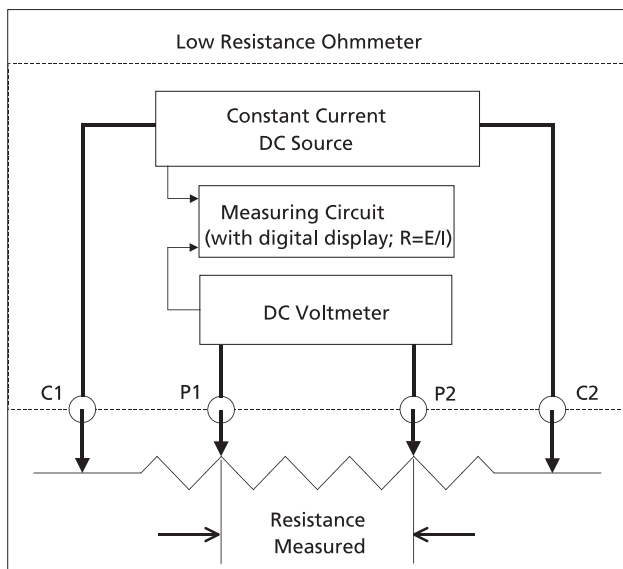 Low Resistance Ohmmeter
Constant Current
DC Source
Measuring Circuit
(with digital display; R=E/I)
DC Voltmeter
C1
P1
P2
C2
Resistance
Measured